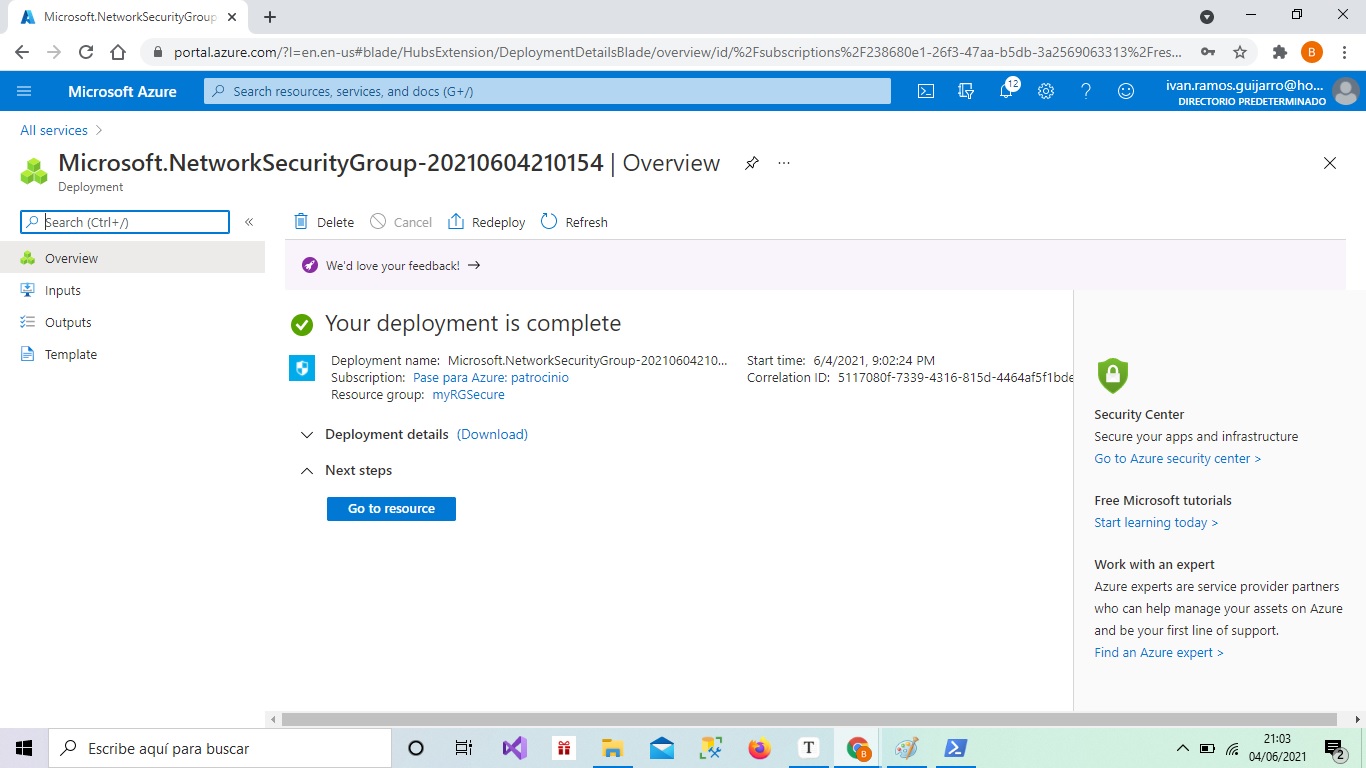 Microsoft.NetworkSecurityGroup
portal.azure.com/?l=en.en-us#blade/HubsExtension/DeploymentDetailsBlade/overview/id/%2Fsubscriptions%2F238680e1-26f3-47aa-b5db-3a2569063313%2Fres...
B
Microsoft Azure
Search resources, services, and docs (G+/)
12
ivan.ramos.guijarro@ho...
DIRECTORIO PREDETERMINADO
All services
Microsoft.NetworkSecurityGroup-20210604210154 | Overview
Deployment
Search (Ctrl+/)
«
Delete
Cancel
Redeploy
Refresh
Overview
Inputs
Outputs
Template
We'd love your feedback! →
Your deployment is complete
Deployment name: Microsoft.NetworkSecurityGroup-20210604210...
Subscription: Pase para Azure: patrocinio
Resource group: myRGSecure
Start time: 6/4/2021, 9:02:24 PM
Correlation ID: 5117080f-7339-4316-815d-4464af5f1bde
Deployment details (Download)
Next steps
Go to resource
Security Center
Secure your apps and infrastructure
Go to Azure security center >
Free Microsoft tutorials
Start learning today >
Work with an expert
Azure experts are service provider partners
who can help manage your assets on Azure
and be your first line of support.
Find an Azure expert >
Escribe aquí para buscar
T
B
21:03
04/06/2021
2